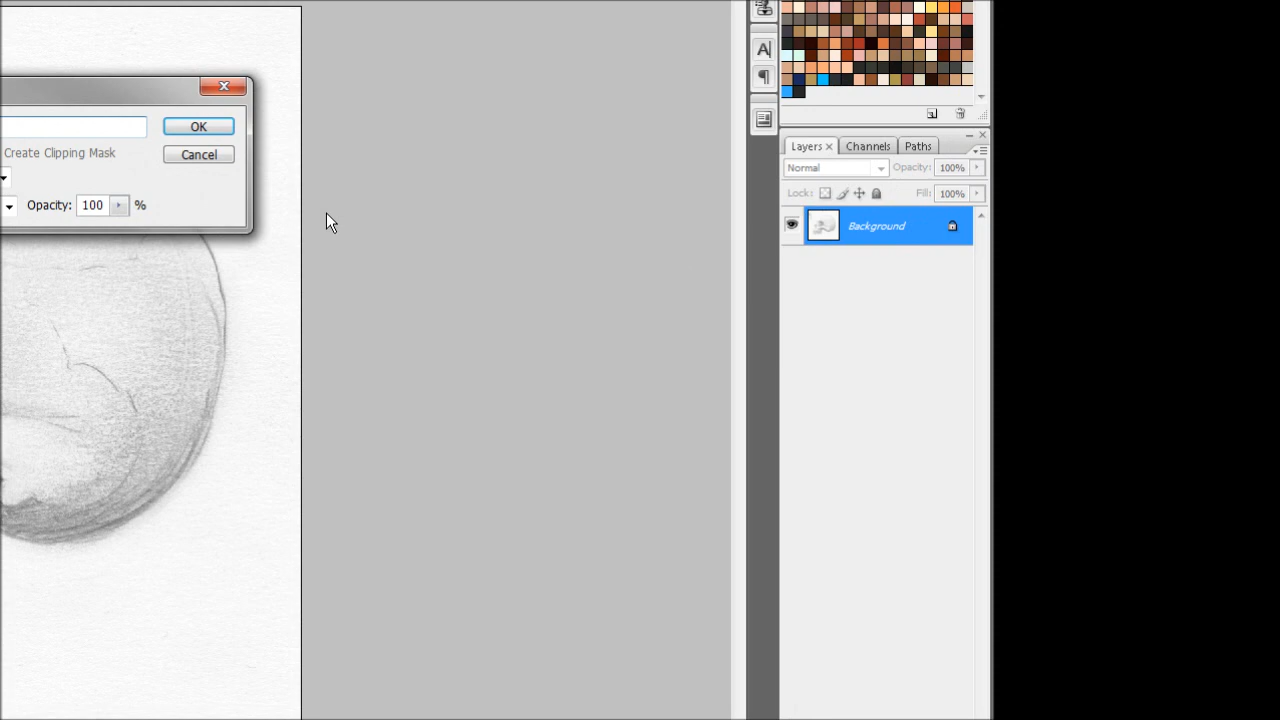 OK
Create Clipping Mask
Cancel
Opacity: 100 %
A
Layers × Channels Paths
Normal Opacity: 100%
Lock: Fill: 100%
Background